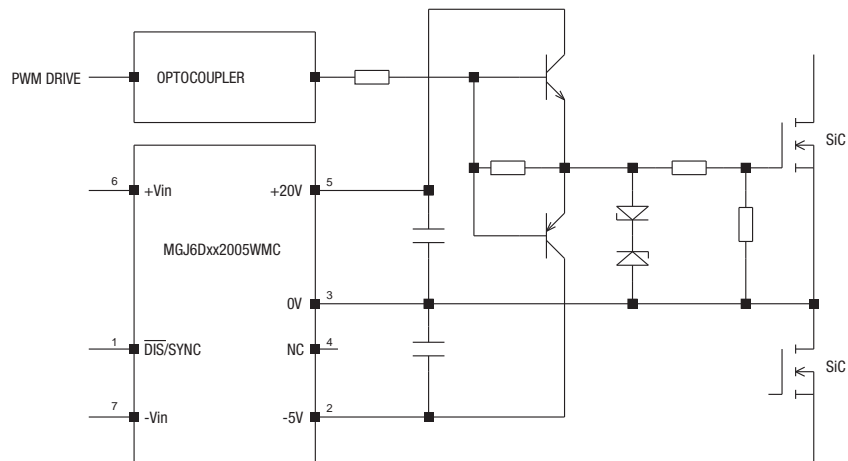 PWM DRIVE
OPTOCOUPLER
SiC
6
+Vin
+20V
5
MGJ6Dxx2005WMC
0V
3
1
D̅I̅S̅/SYNC
NC
4
SiC
7
-Vin
-5V
2